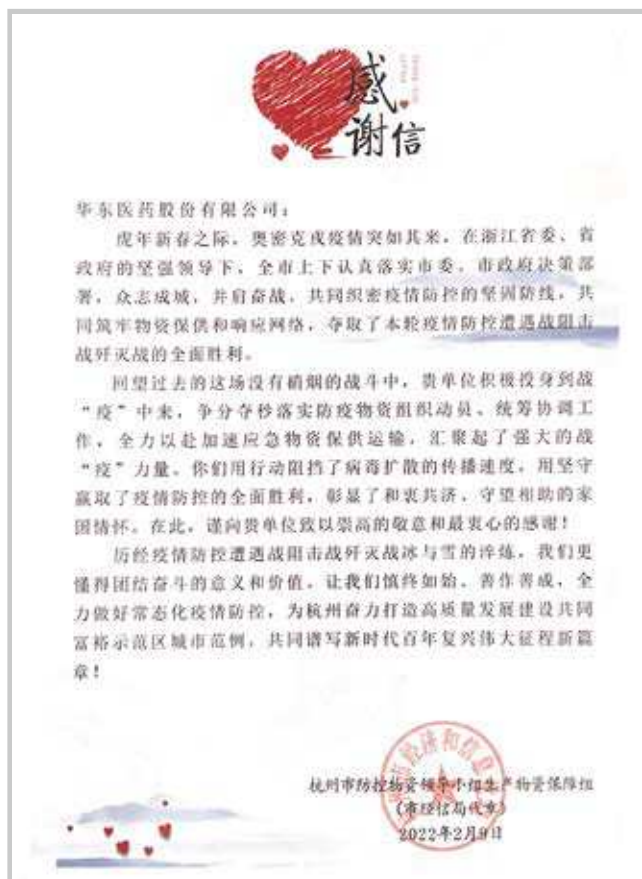 感谢信
华东医药股份有限公司：
虎年新春之际，奥密克戎疫情突如其来，在浙江省委、省
政府的坚强领导下，全市上下认真落实市委、市政府决策部
署，众志成城，并肩奋战，共同织密疫情防控的坚固防线，共
同筑牢物资保供和响应网络，夺取了本轮疫情防控遭遇战阻击
战歼灭战的全面胜利。
回望过去的这场没有硝烟的战斗中，贵单位积极投身到战
“疫”中来，争分夺秒落实防疫物资组织动员、统筹协调工
作，全力以赴加速应急物资保供运输，汇聚起了强大的战
“疫”力量。你们用行动阻挡了病毒扩散的传播速度，用坚守
赢取了疫情防控的全面胜利，彰显了和衷共济、守望相助的家
国情怀。在此，谨向贵单位致以崇高的敬意和最衷心的感谢！
历经疫情防控遭遇战阻击战歼灭战冰与雪的淬炼，我们更
懂得团结奋斗的意义和价值。让我们慎终如始、善作善成，全
力做好常态化疫情防控，为杭州奋力打造高质量发展建设共同
富裕示范区城市范例，共同谱写新时代百年复兴伟大征程新篇
章！
杭州市防控物资领导小组生产物资保障组
（市经信局代章）
2022年2月9日